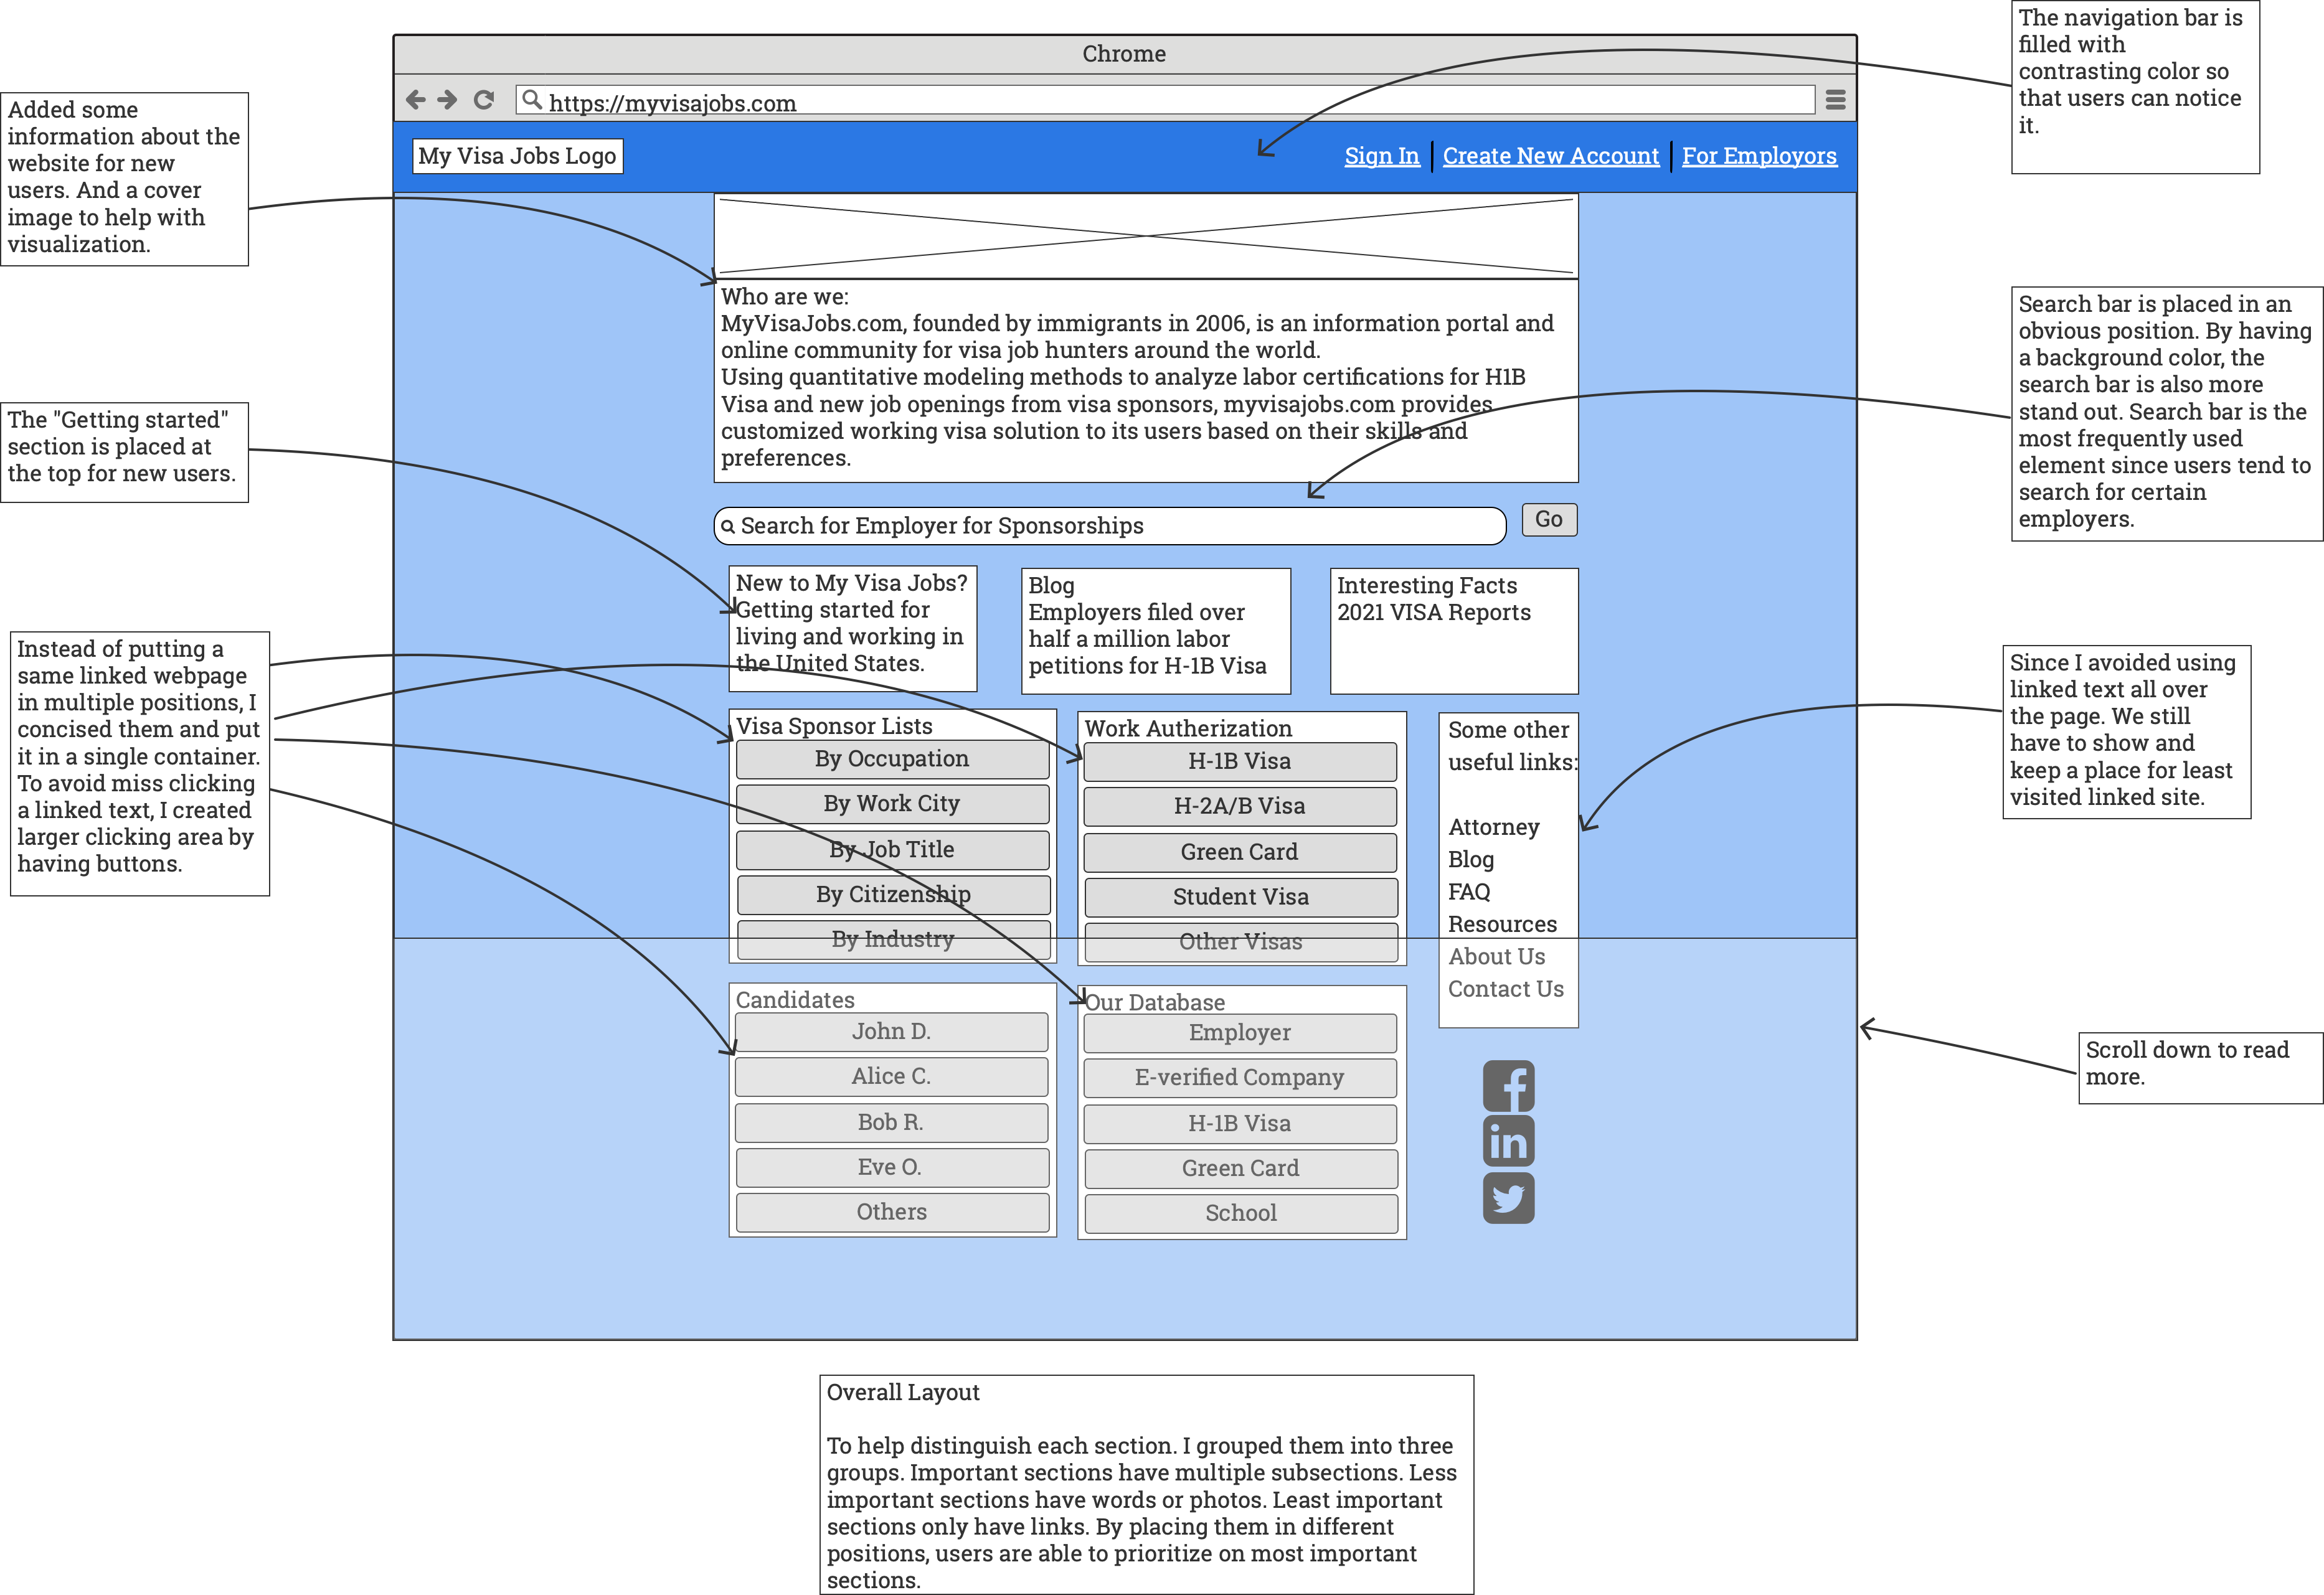 Chrome
https://myvisajobs.com
My Visa Jobs Logo
Sign In
Create New Account
For Employors
The navigation bar is
filled with
contrasting color so
that users can notice
it.
Added some
information about the
website for new
users. And a cover
image to help with
visualization.
Who are we:
MyVisaJobs.com, founded by immigrants in 2006, is an information portal and
online community for visa job hunters around the world.
Using quantitative modeling methods to analyze labor certifications for H1B
Visa and new job openings from visa sponsors, myvisajobs.com provides
customized working visa solution to its users based on their skills and
preferences.
Search bar is placed in an
obvious position. By having
a background color, the
search bar is also more
stand out. Search bar is the
most frequently used
element since users tend to
search for certain
employers.
The "Getting started"
section is placed at
the top for new users.
Search for Employer for Sponsorships
Go
New to My Visa Jobs?
Getting started for
living and working in
the United States.
Blog
Employers filed over
half a million labor
petitions for H-1B Visa
Interesting Facts
2021 VISA Reports
Instead of putting a
same linked webpage
in multiple positions, I
concised them and put
it in a single container.
To avoid miss clicking
a linked text, I created
larger clicking area by
having buttons.
Visa Sponsor Lists
By Occupation
By Work City
By Job Title
By Citizenship
By Industry
Work Autherization
H-1B Visa
H-2A/B Visa
Green Card
Student Visa
Other Visas
Some other
useful links:
Attorney
Blog
FAQ
Resources
About Us
Contact Us
Since I avoided using
linked text all over
the page. We still
have to show and
keep a place for least
visited linked site.
Candidates
John D.
Alice C.
Bob R.
Eve O.
Others
Our Database
Employer
E-verified Company
H-1B Visa
Green Card
School
Scroll down to read
more.
Overall Layout
To help distinguish each section. I grouped them into three
groups. Important sections have multiple subsections. Less
important sections have words or photos. Least important
sections only have links. By placing them in different
positions, users are able to prioritize on most important
sections.